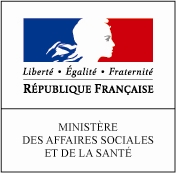 Liberté • Égalité • Fraternité
RÉPUBLIQUE FRANÇAISE
MINISTÈRE
DES AFFAIRES SOCIALES
ET DE LA SANTÉ